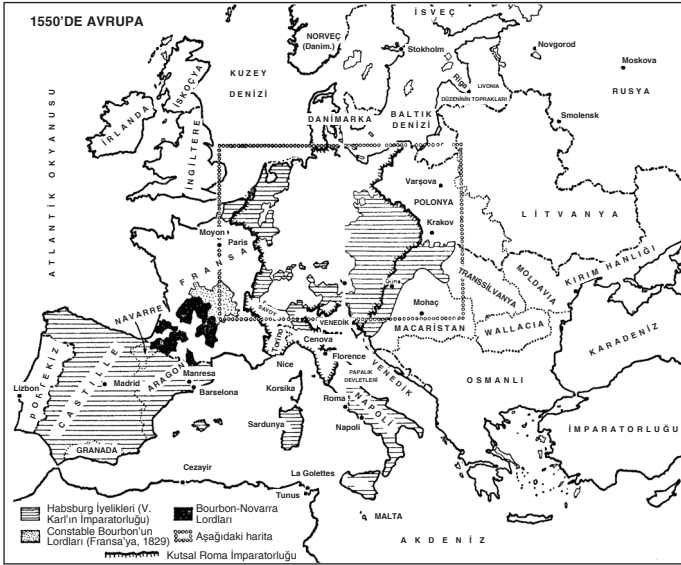 1550'DE AVRUPA
ATLANTİK OKYANUSU
İRLANDA
İSKOÇYA
İNGİLTERE
KUZEY
DENİZİ
NORVEÇ
(Danim.)
İSVEÇ
Stokholm
Novgorod
Moskova
RUSYA
Riga
LIVONIA
DÜZENİNİN TOPRAKLARI
Smolensk
DANİMARKA
BALTIK
DENİZİ
Varşova
POLONYA
Krakov
LİTVANYA
Moyon
Paris
FRANSA
NAVARRE
SAVOY
Torino
VENEDİK
Cenova
Florence
Nice
Mohaç
MACARİSTAN
TRANSSİLVANYA
MOLDAVIA
KIRIM HANLIĞI
WALLACIA
KARADENİZ
PORTEKİZ
Lizbon
CASTILLE
Madrid
ARAGON
Manresa
Barselona
GRANADA
Korsika
Sardunya
PAPALIK
DEVLETLERİ
VENEDİK
Roma
NAPOLİ
Napoli
OSMANLI
İMPARATORLUĞU
Cezayir
La Golettes
Tunus
MALTA
AKDENİZ
Habsburg İyelikleri (V.
Karl'ın İmparatorluğu)
Bourbon-Novarra
Lordları
Constable Bourbon'un
Lordları (Fransa'ya, 1829)
Aşağıdaki harita
Kutsal Roma İmparatorluğu